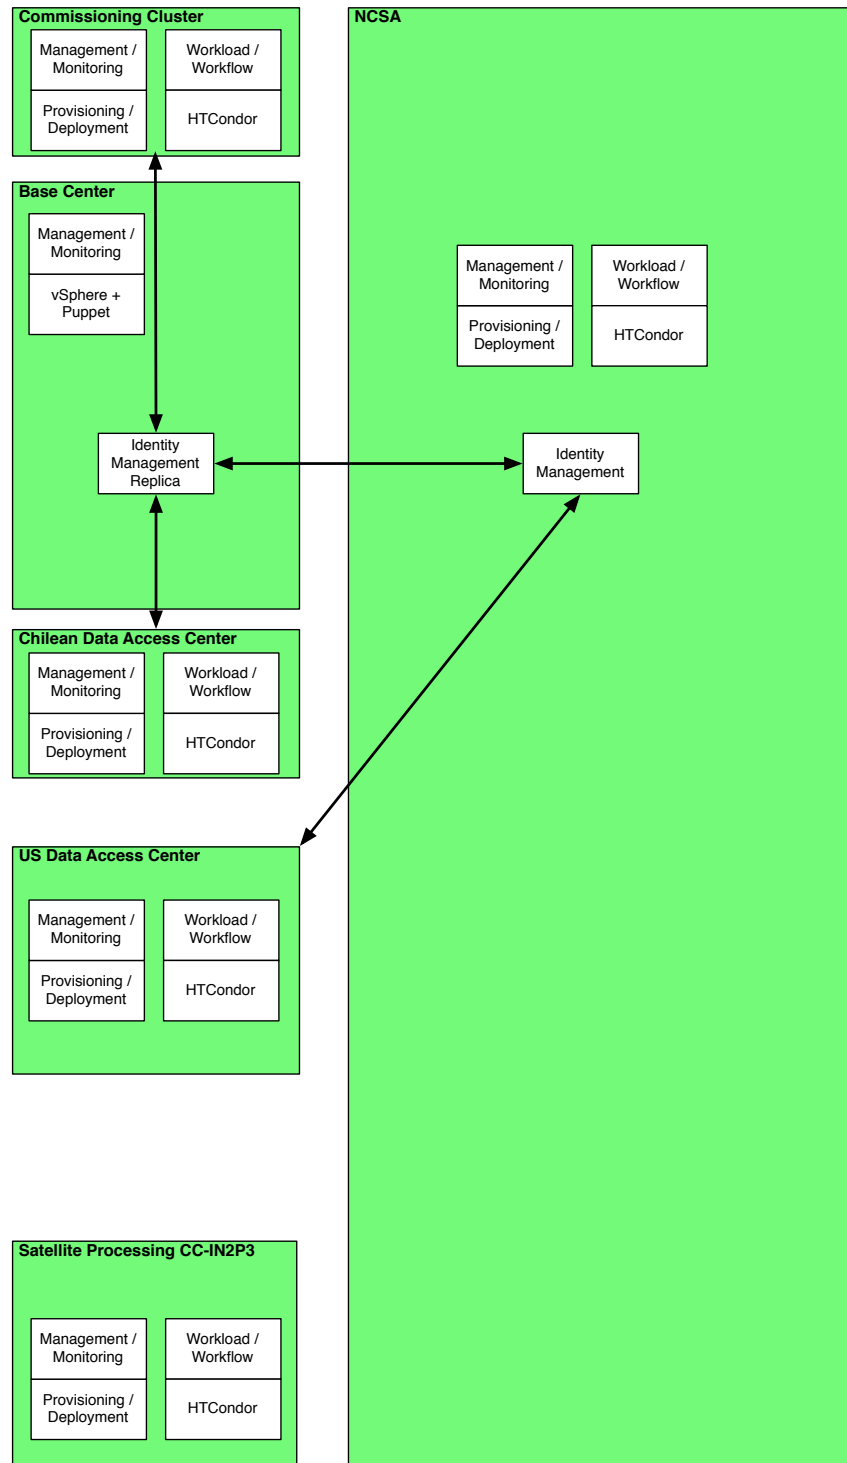 Commissioning Cluster
Management /
Monitoring
Provisioning /
Deployment
Workload /
Workflow
HTCondor
Base Center
Management /
Monitoring
vSphere +
Puppet
Identity
Management
Replica
Chilean Data Access Center
Management /
Monitoring
Provisioning /
Deployment
Workload /
Workflow
HTCondor
US Data Access Center
Management /
Monitoring
Provisioning /
Deployment
Workload /
Workflow
HTCondor
Satellite Processing CC-IN2P3
Management /
Monitoring
Provisioning /
Deployment
Workload /
Workflow
HTCondor
NCSA
Management /
Monitoring
Provisioning /
Deployment
Workload /
Workflow
HTCondor
Identity
Management